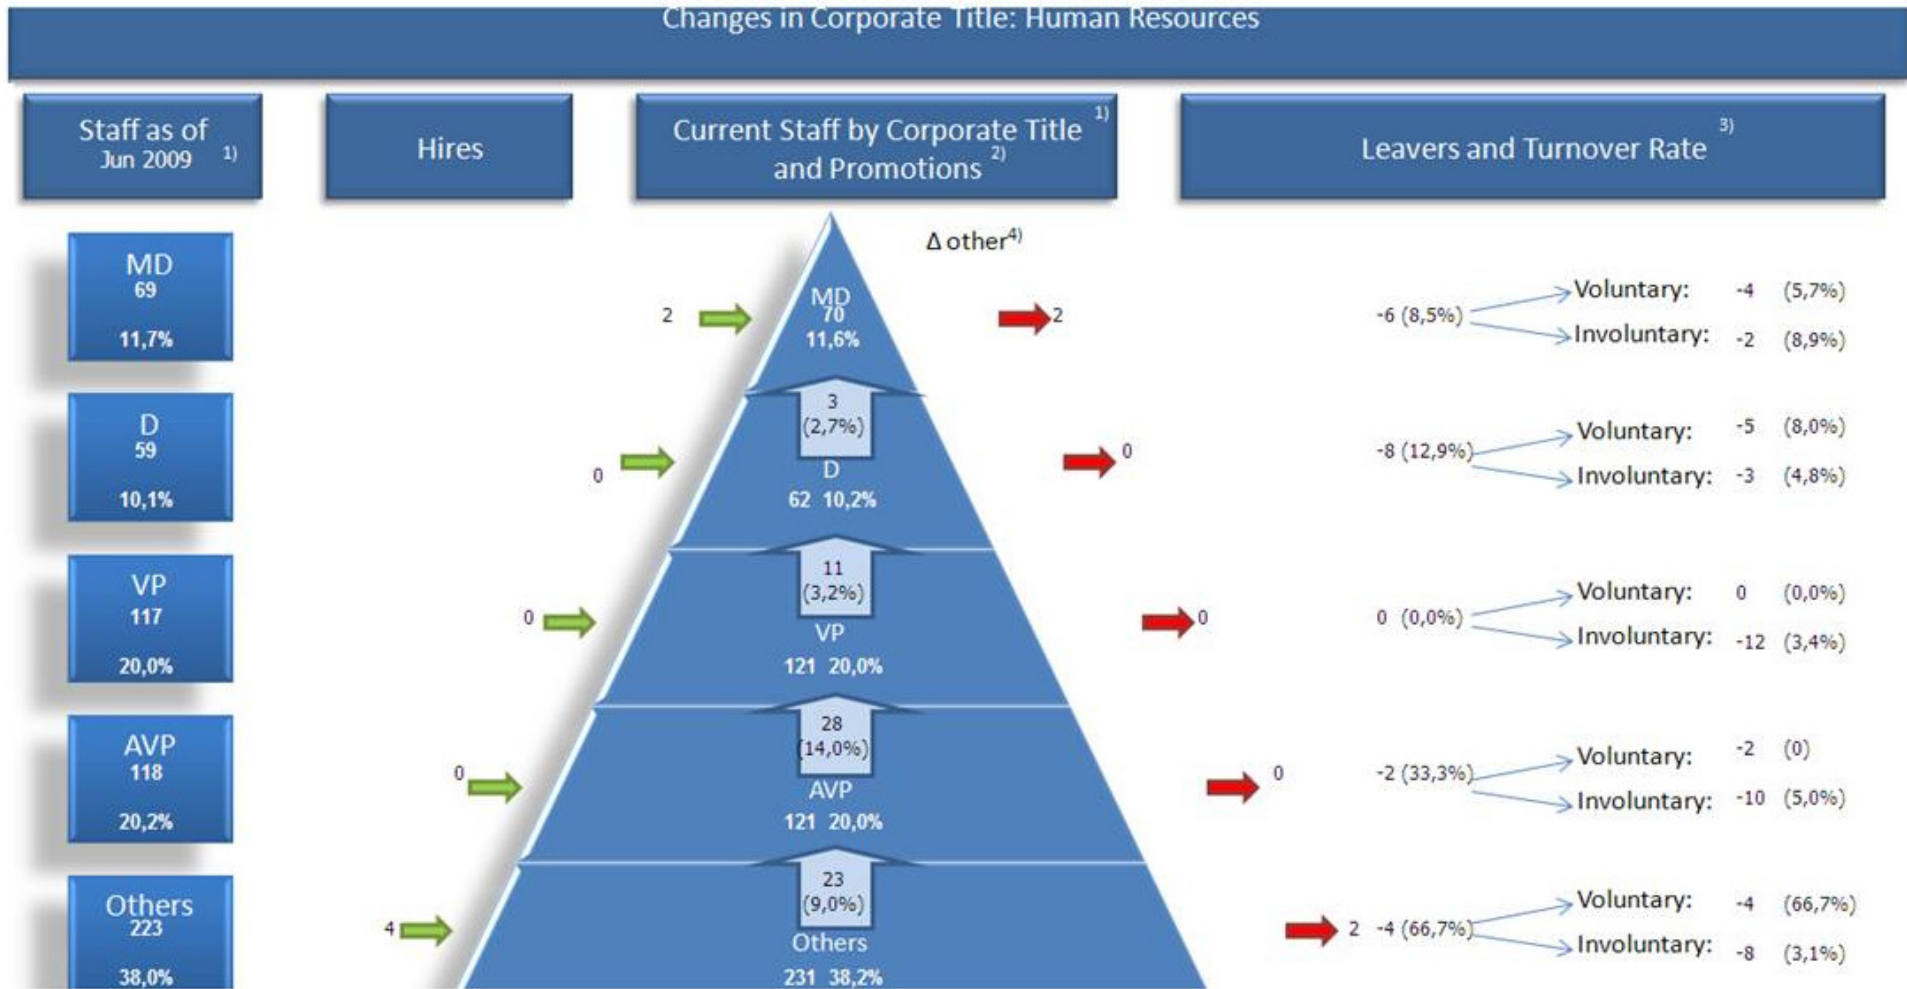 Changes in Corporate Title: Human Resources
Staff as of
Jun 2009 1)
Hires
Current Staff by Corporate Title 1)
and Promotions 2)
Leavers and Turnover Rate 3)
MD
69
11,7%
2
Δ other4)
MD
70
11,6%
2
-6 (8,5%)
Voluntary: -4 (5,7%)
Involuntary: -2 (8,9%)
D
59
10,1%
0
3
(2,7%)
D
62 10,2%
0
-8 (12,9%)
Voluntary: -5 (8,0%)
Involuntary: -3 (4,8%)
VP
117
20,0%
0
11
(3,2%)
VP
121 20,0%
0
0 (0,0%)
Voluntary: 0 (0,0%)
Involuntary: -12 (3,4%)
AVP
118
20,2%
0
28
(14,0%)
AVP
121 20,0%
0
-2 (33,3%)
Voluntary: -2 (0)
Involuntary: -10 (5,0%)
Others
223
38,0%
4
23
(9,0%)
Others
231 38,2%
2
-4 (66,7%)
Voluntary: -4 (66,7%)
Involuntary: -8 (3,1%)